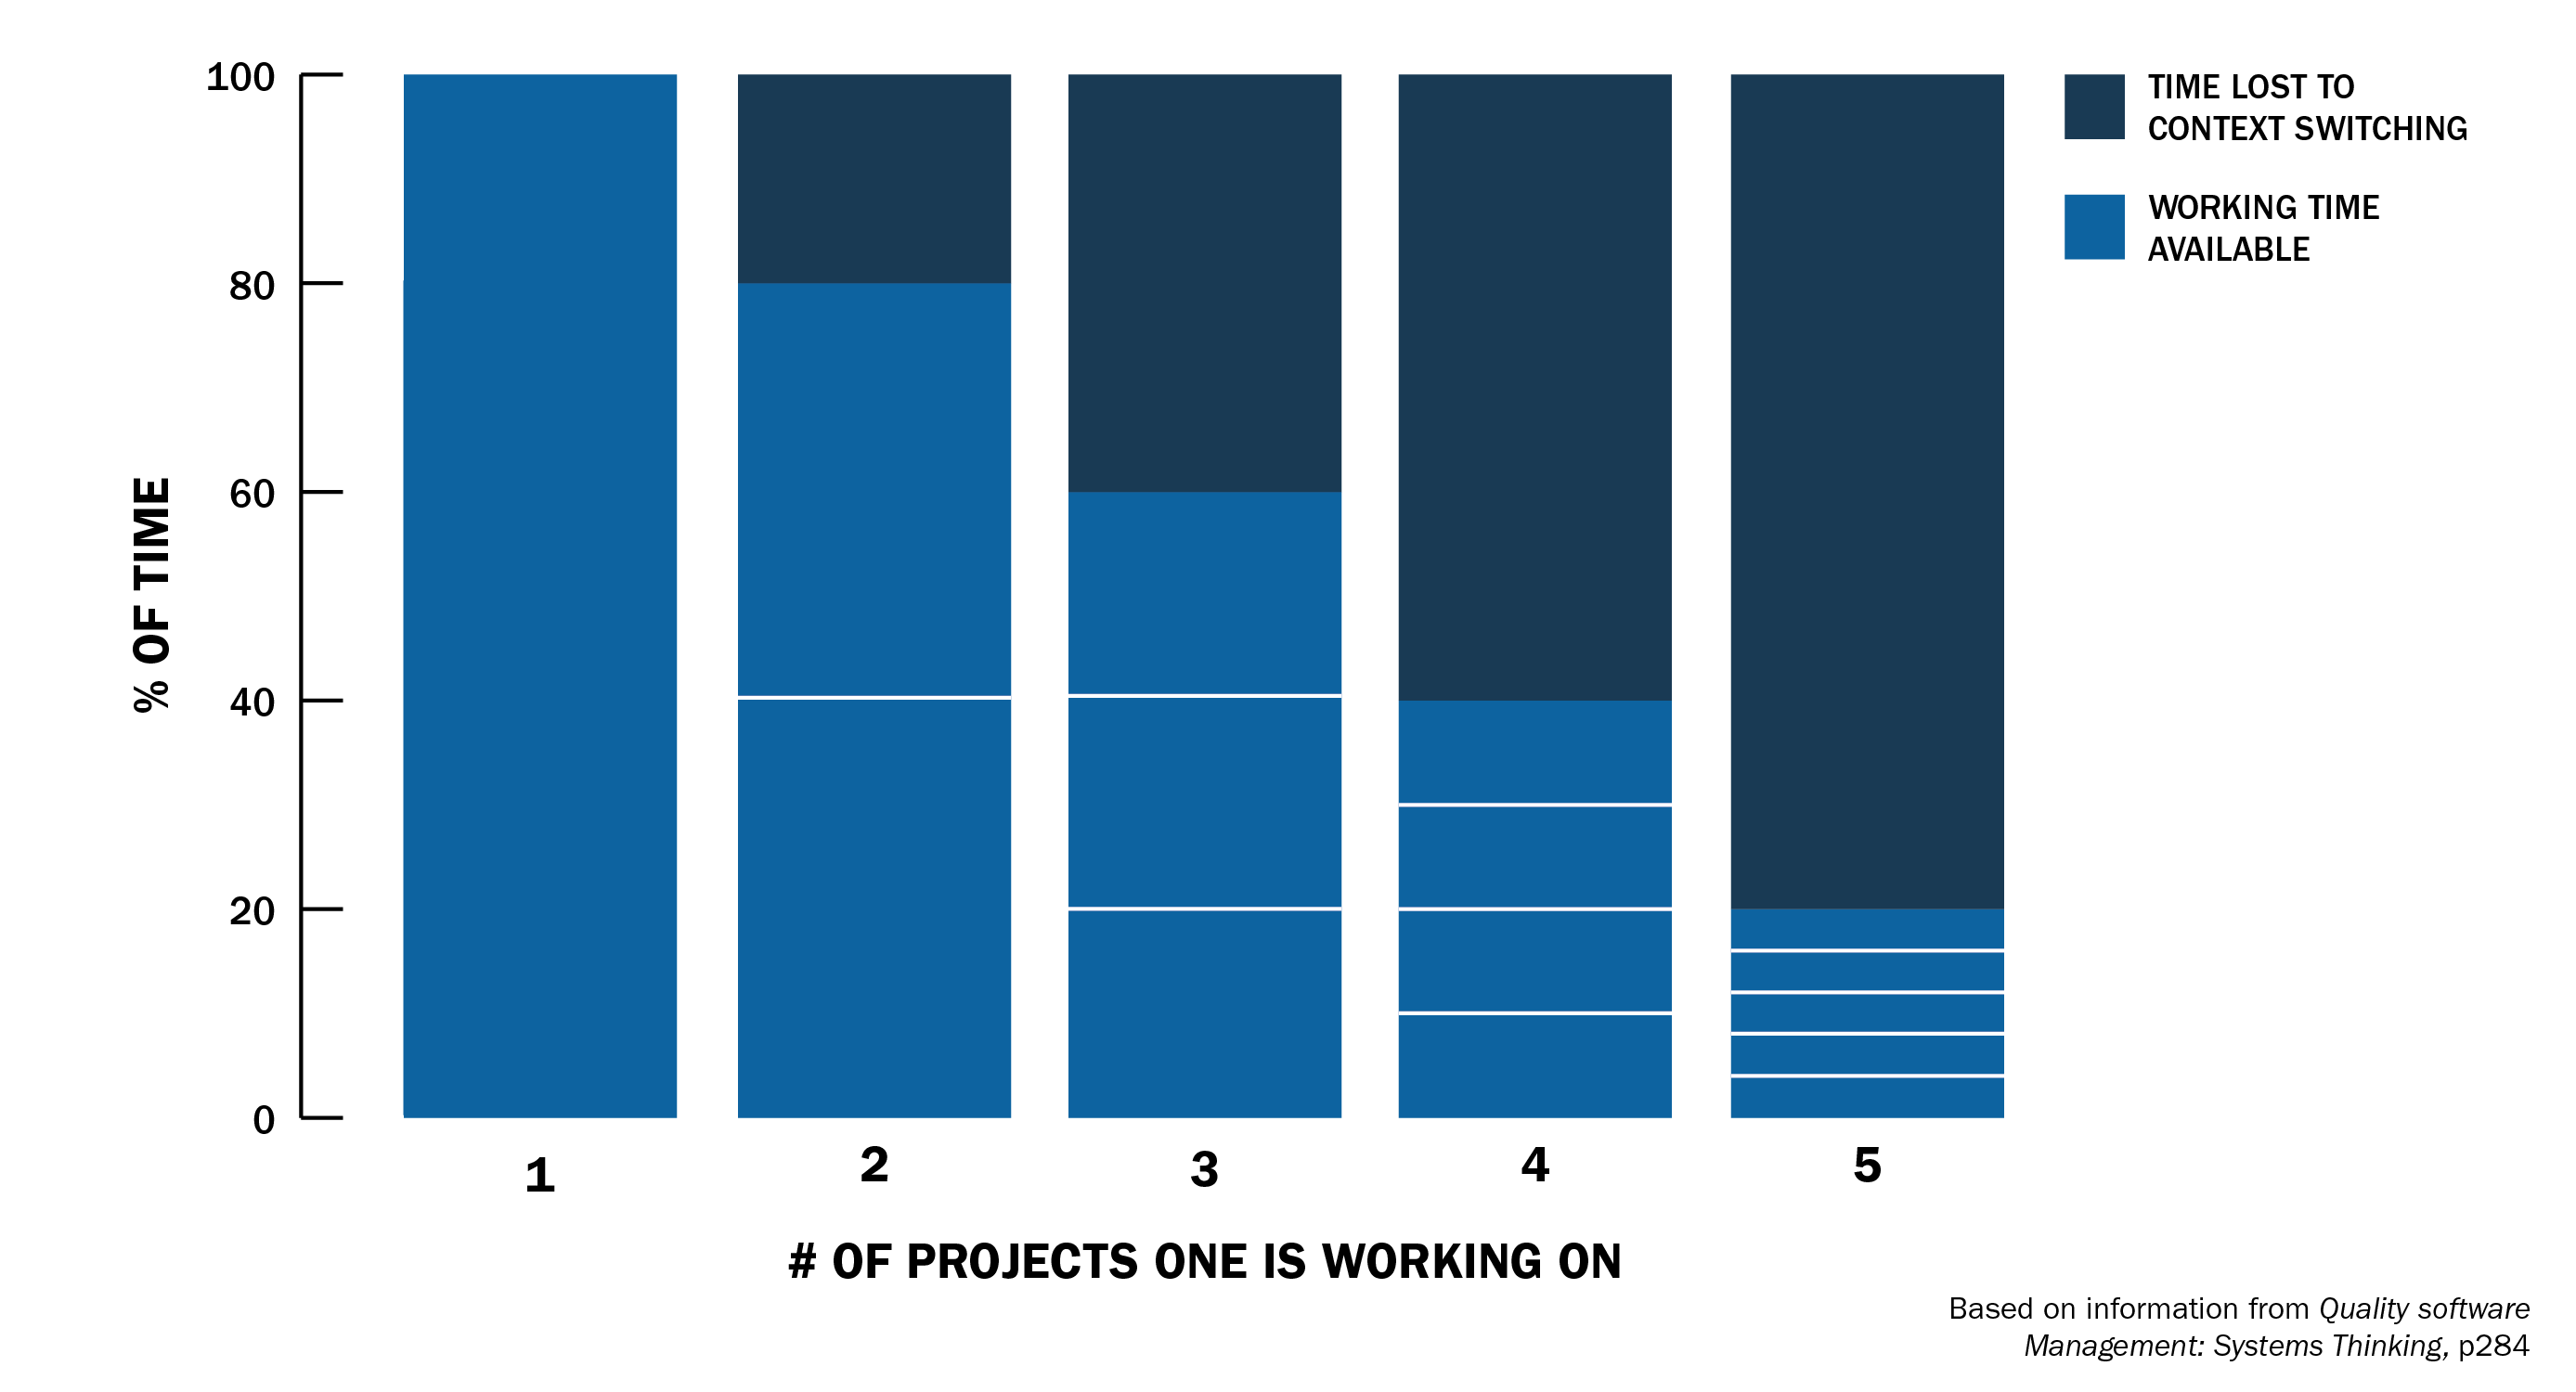 100
80
60
40
20
0
% OF TIME
1
2
3
4
5
# OF PROJECTS ONE IS WORKING ON
TIME LOST TO
CONTEXT SWITCHING
WORKING TIME
AVAILABLE
Based on information from Quality software
Management: Systems Thinking, p284